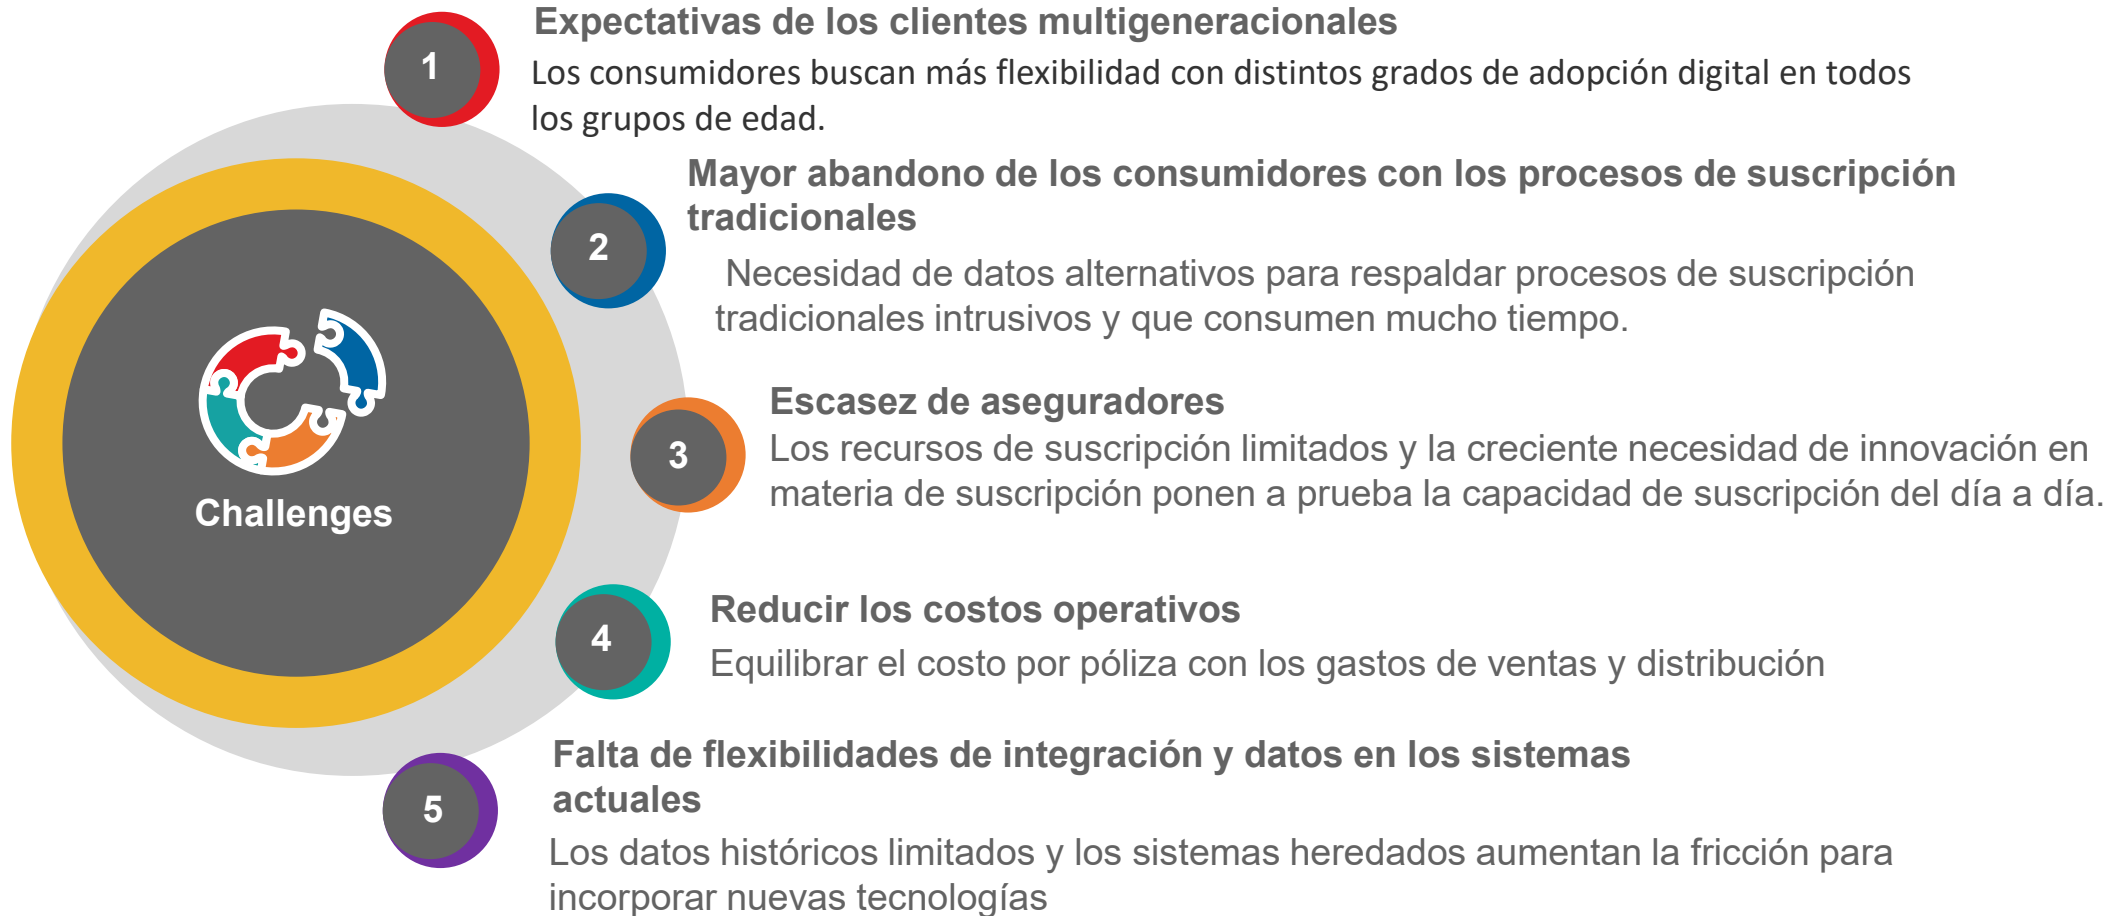 1
Expectativas de los clientes multigeneracionales
Los consumidores buscan más flexibilidad con distintos grados de adopción digital en todos
los grupos de edad.
2
Mayor abandono de los consumidores con los procesos de suscripción
tradicionales
Necesidad de datos alternativos para respaldar procesos de suscripción
tradicionales intrusivos y que consumen mucho tiempo.
Challenges
3
Escasez de aseguradores
Los recursos de suscripción limitados y la creciente necesidad de innovación en
materia de suscripción ponen a prueba la capacidad de suscripción del día a día.
4
Reducir los costos operativos
Equilibrar el costo por póliza con los gastos de ventas y distribución
5
Falta de flexibilidades de integración y datos en los sistemas
actuales
Los datos históricos limitados y los sistemas heredados aumentan la fricción para
incorporar nuevas tecnologías